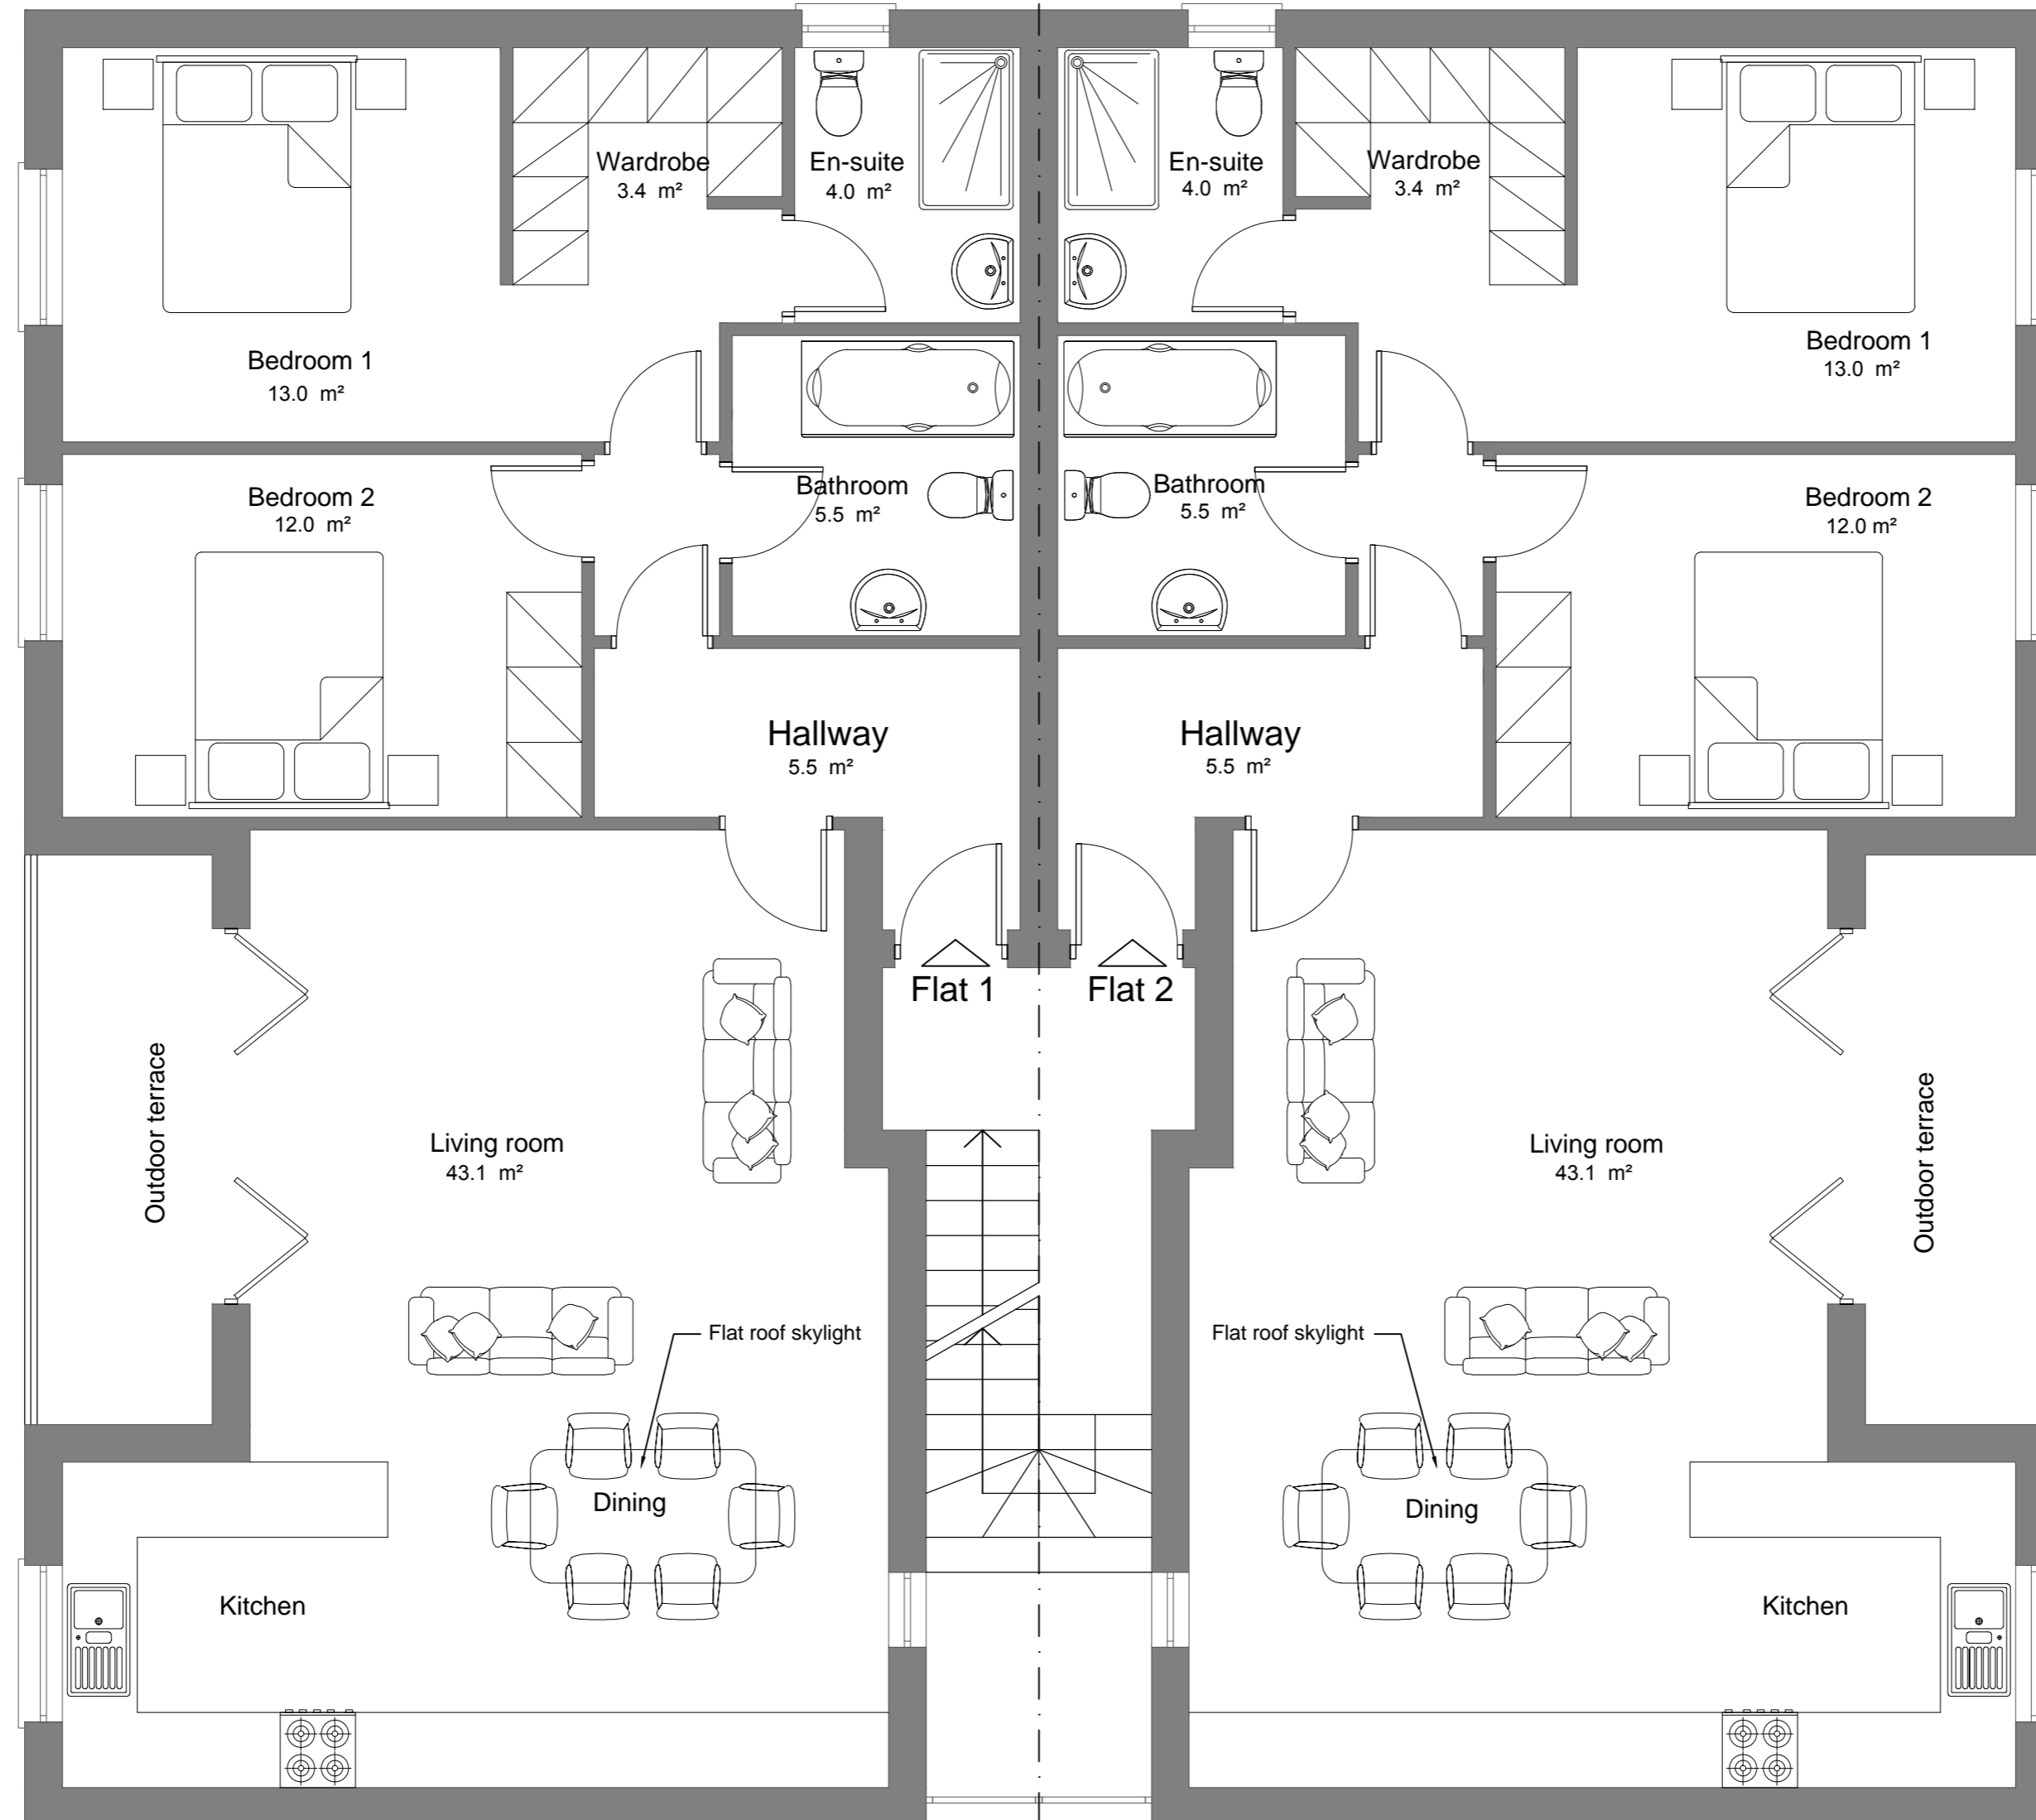 Wardrobe
3.4 m²
En-suite
4.0 m²
En-suite
4.0 m²
Wardrobe
3.4 m²
Bedroom 1
13.0 m²
Bedroom 1
13.0 m²
Bedroom 2
12.0 m²
Bathroom
5.5 m²
Bathroom
5.5 m²
Bedroom 2
12.0 m²
Hallway
5.5 m²
Hallway
5.5 m²
Flat 1
Flat 2
Outdoor terrace
Living room
43.1 m²
Living room
43.1 m²
Outdoor terrace
Flat roof skylight
Flat roof skylight
Dining
Dining
Kitchen
Kitchen